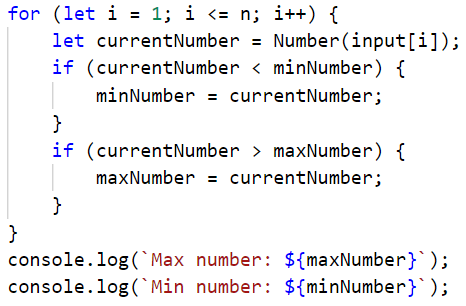 for (let i = 1; i <= n; i++) {
    let currentNumber = Number(input[i]);
    if (currentNumber < minNumber) {
        minNumber = currentNumber;
    }
    if (currentNumber > maxNumber) {
        maxNumber = currentNumber;
    }
}
console.log(`Max number: ${maxNumber}`);
console.log(`Min number: ${minNumber}`);